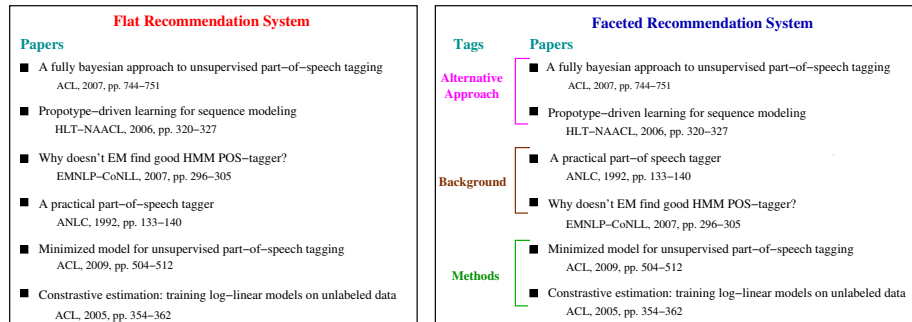 Flat Recommendation System
Papers
A fully bayesian approach to unsupervised part−of−speech tagging
ACL, 2007, pp. 744−751
Propotype−driven learning for sequence modeling
HLT−NAACL, 2006, pp. 320−327
Why doesn't EM find good HMM POS−tagger?
EMNLP−CoNLL, 2007, pp. 296−305
A practical part−of−speech tagger
ANLC, 1992, pp. 133−140
Minimized model for unsupervised part−of−speech tagging
ACL, 2009, pp. 504−512
Constrastive estimation: training log−linear models on unlabeled data
ACL, 2005, pp. 354−362
Faceted Recommendation System
Tags
Papers
Alternative
Approach
A fully bayesian approach to unsupervised part−of−speech tagging
ACL, 2007, pp. 744−751
Propotype−driven learning for sequence modeling
HLT−NAACL, 2006, pp. 320−327
Background
A practical part−of speech tagger
ANLC, 1992, pp. 133−140
Why doesn't EM find good HMM POS−tagger?
EMNLP−CoNLL, 2007, pp. 296−305
Methods
Minimized model for unsupervised part−of−speech tagging
ACL, 2009, pp. 504−512
Constrastive estimation: training log−linear models on unlabeled data
ACL, 2005, pp. 354−362